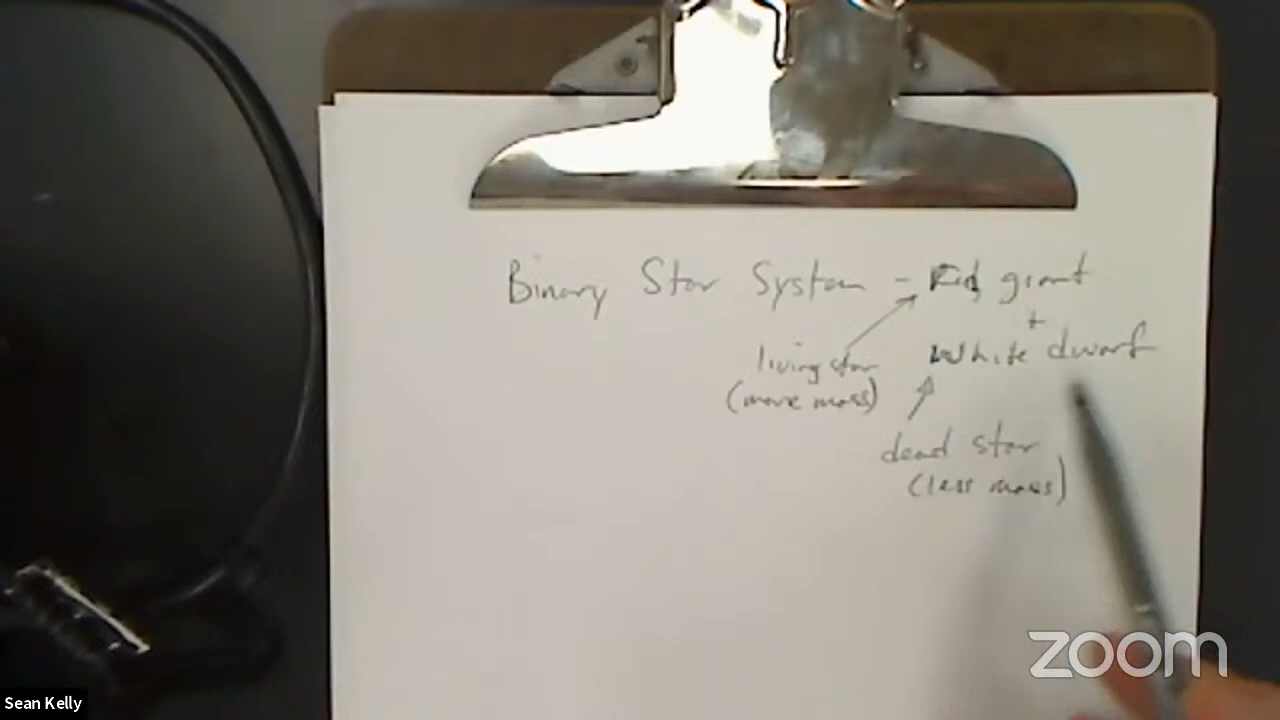 Binary Star System - Red giant
+
living star
White dwarf
(more mass)
dead star
(less mass)
zoom
Sean Kelly